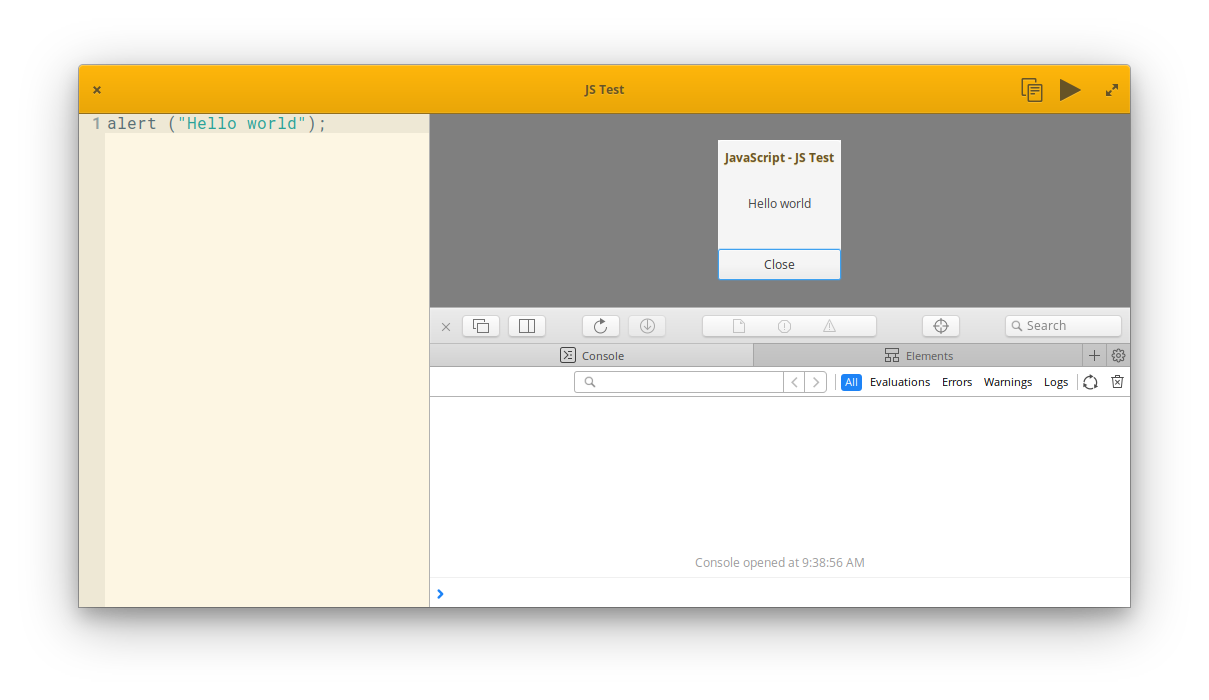 JS Test
1 alert ("Hello world");
JavaScript - JS Test
Hello world
Close
Search
Console
Elements
All Evaluations Errors Warnings Logs
Console opened at 9:38:56 AM